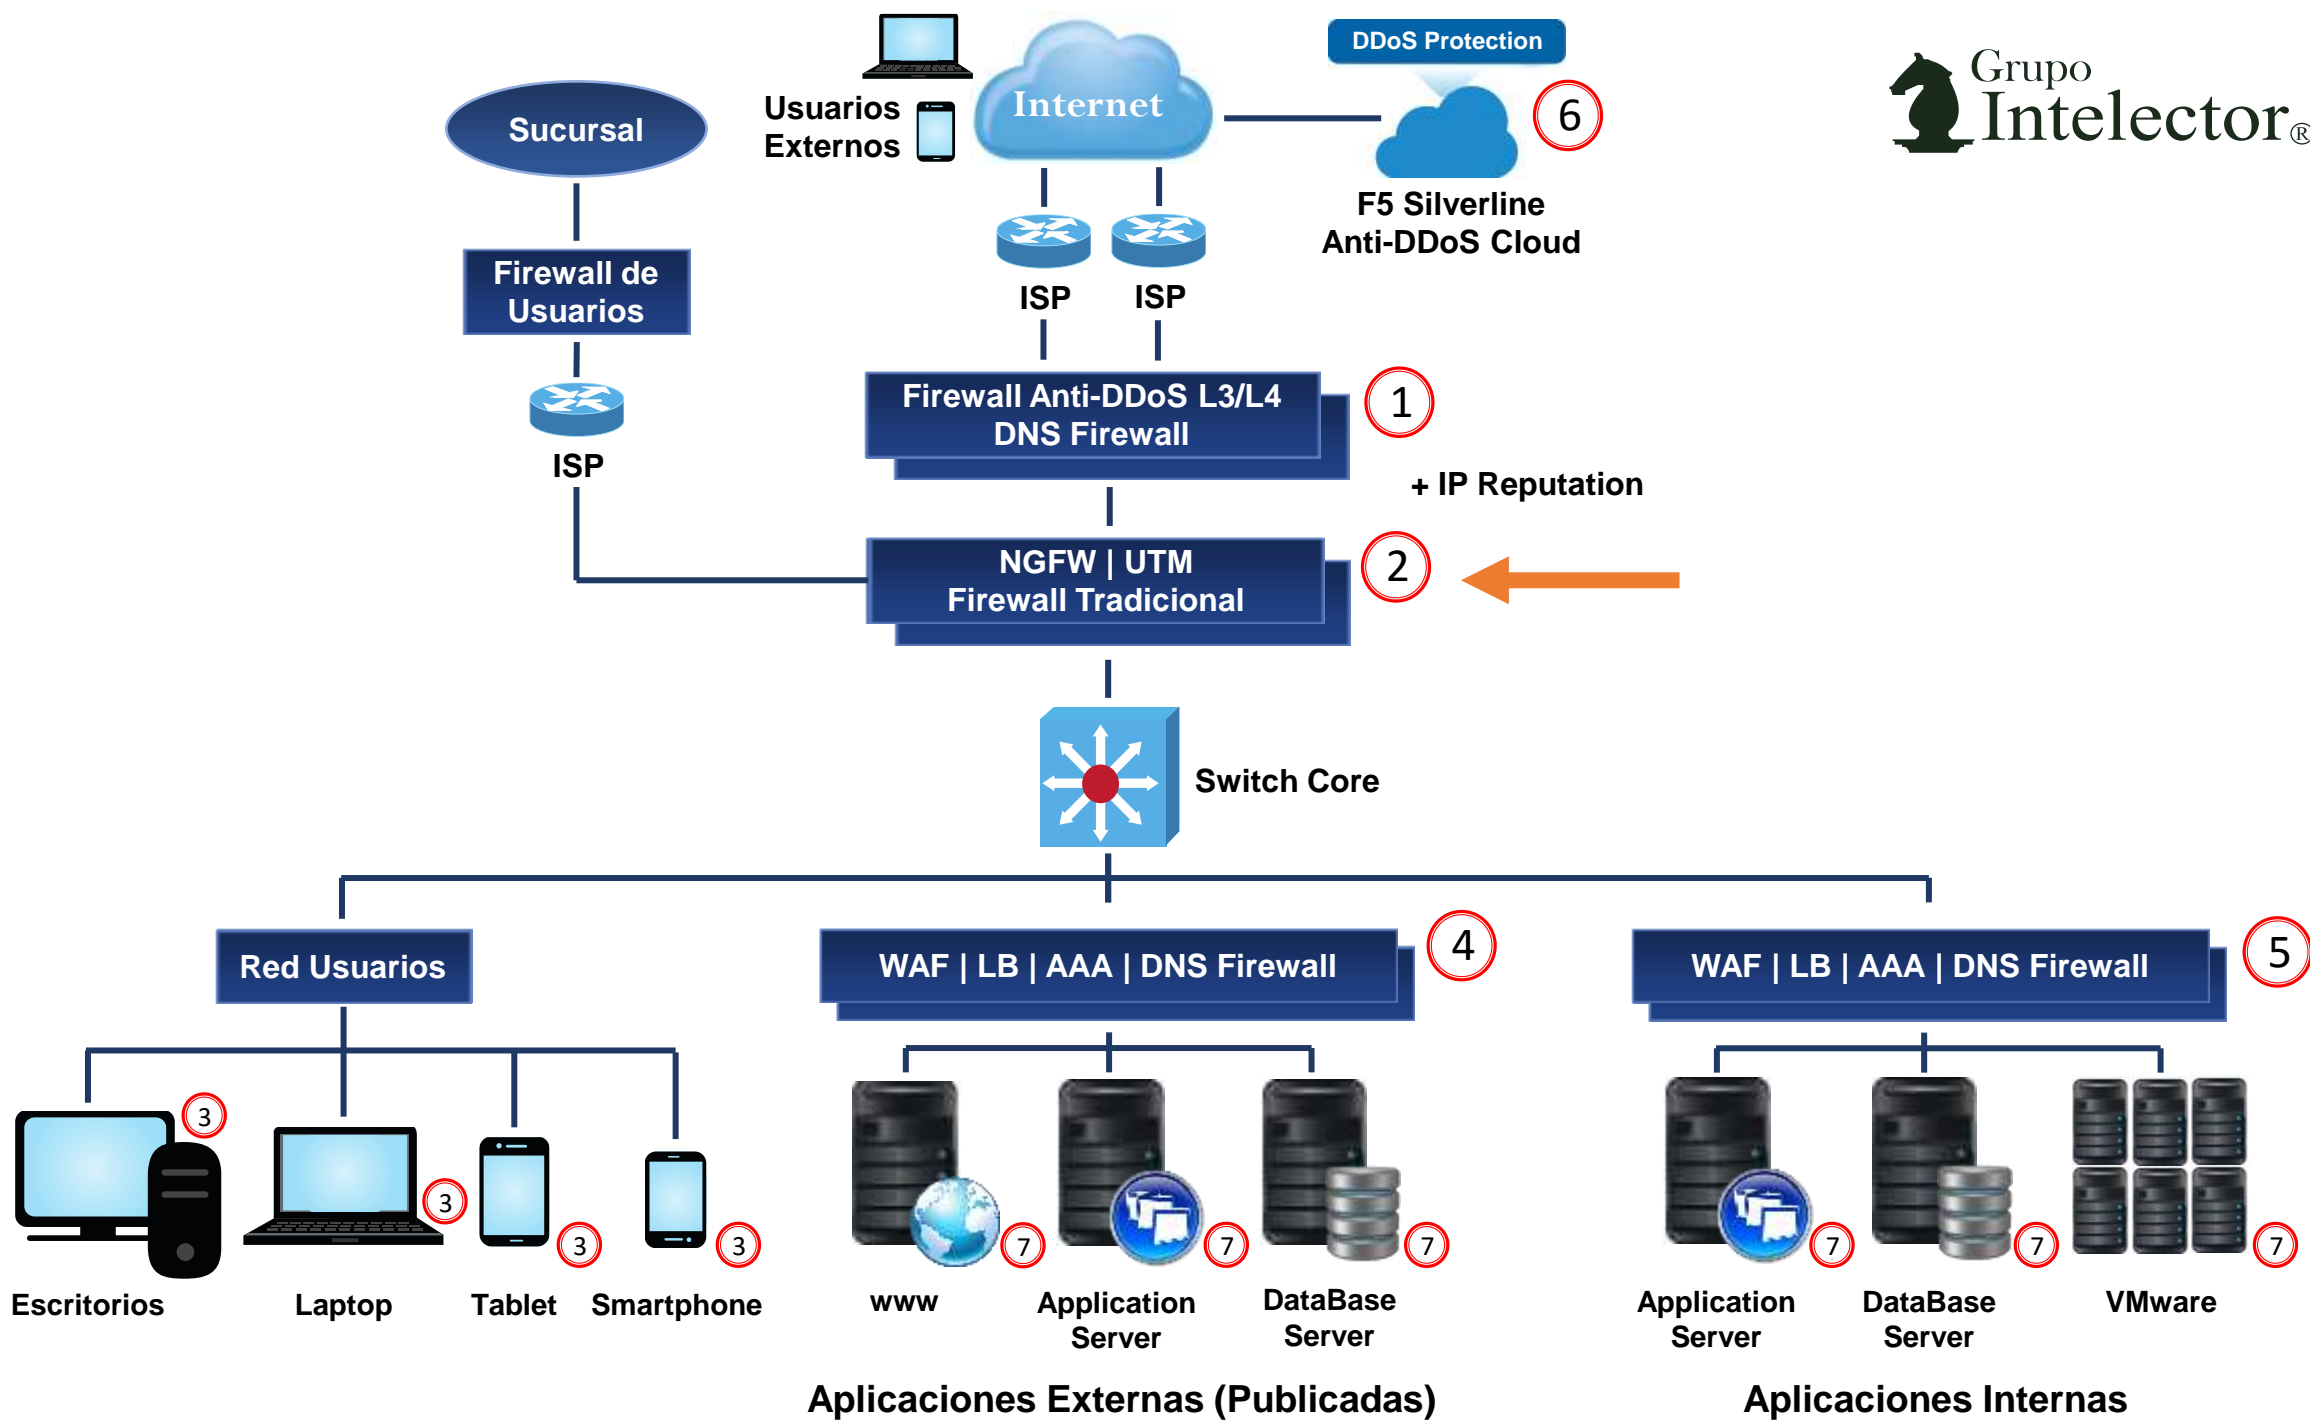 DDoS Protection
Grupo
Intelector®
Usuarios
Externos
Internet
6
Sucursal
F5 Silverline
Anti-DDoS Cloud
Firewall de
Usuarios
ISP
ISP
Firewall Anti-DDoS L3/L4
DNS Firewall
1
ISP
+ IP Reputation
NGFW | UTM
Firewall Tradicional
2
Switch Core
Red Usuarios
WAF | LB | AAA | DNS Firewall
4
WAF | LB | AAA | DNS Firewall
5
3
3
3
3
7
7
7
7
7
7
Escritorios
Laptop
Tablet
Smartphone
www
Application
Server
DataBase
Server
Application
Server
DataBase
Server
VMware
Aplicaciones Externas (Publicadas)
Aplicaciones Internas